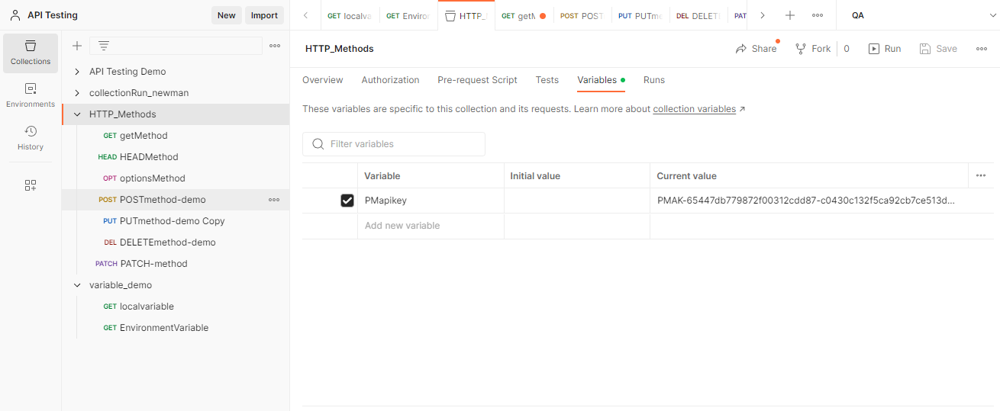 API Testing
New
Import
GET localva
GET Environ
HTTP_
GET getM
POST POST
PUT PUTme
DEL DELETE
PAT
QA
Collections
Environments
History
API Testing Demo
collectionRun_newman
HTTP_Methods
GET getMethod
HEAD HEADMethod
OPT optionsMethod
POST POSTmethod-demo
PUT PUTmethod-demo Copy
DEL DELETEmethod-demo
PATCH PATCH-method
variable_demo
GET localvariable
GET EnvironmentVariable
HTTP_Methods
Share
Fork 0
Run
Save
Overview Authorization Pre-request Script Tests Variables Runs
These variables are specific to this collection and its requests. Learn more about collection variables ↗
Filter variables
Variable Initial value Current value
PMapikey PMAK-65447db779872f00312cdd87-c0430c132f5ca92cb7ce513d...
Add new variable